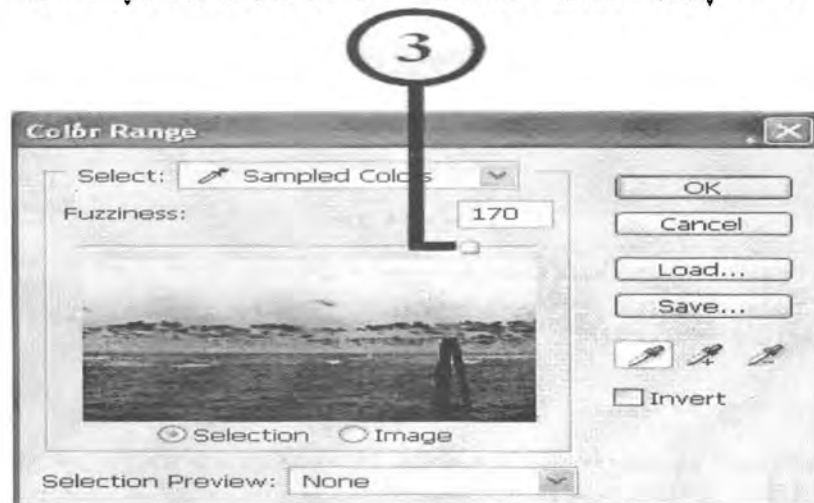 3
Color Range
Select: Sampled Colors
Fuzziness: 170
OK
Cancel
Load...
Save...
Invert
Selection Image
Selection Preview: None